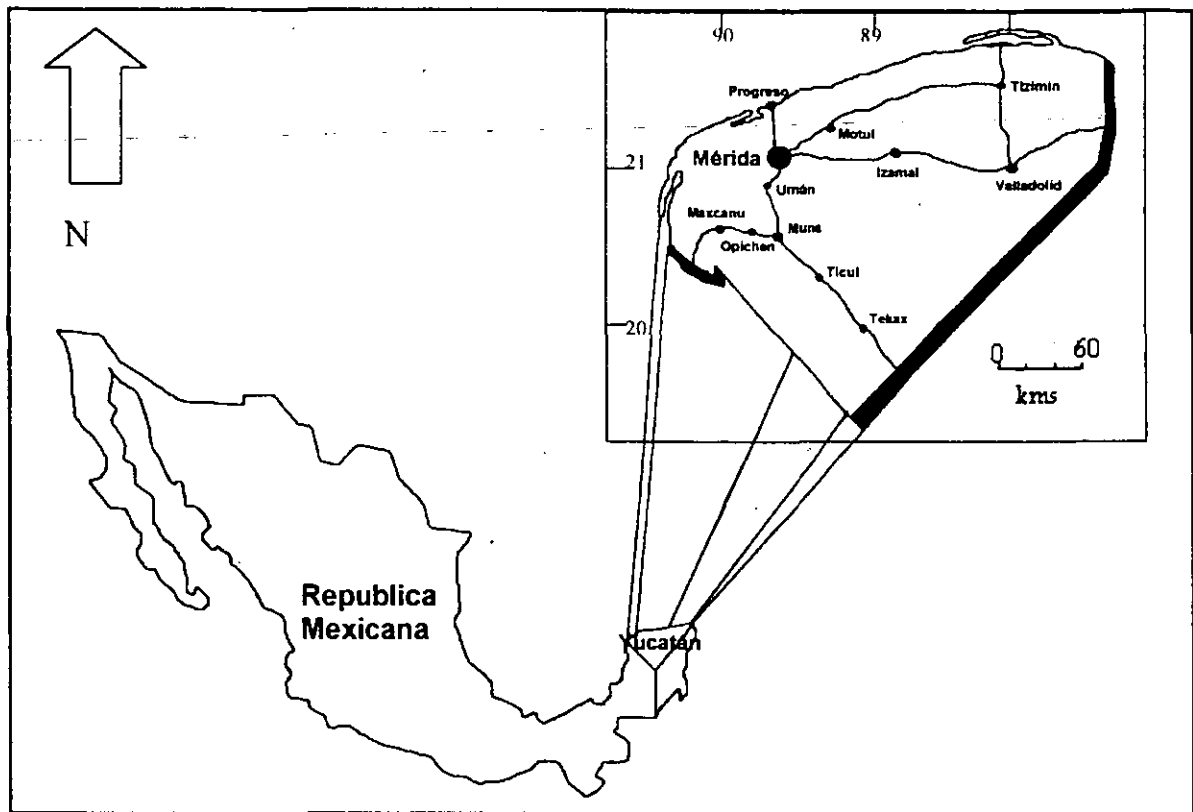 90 89
Progreso
Tizimin
Motul
Mérida
21
Izamal
Valladolid
Umán
N
Maxcanu
Muna
Opichen
Ticul
20
Tekax
0 60
kms
Republica
Mexicana
Yucatán